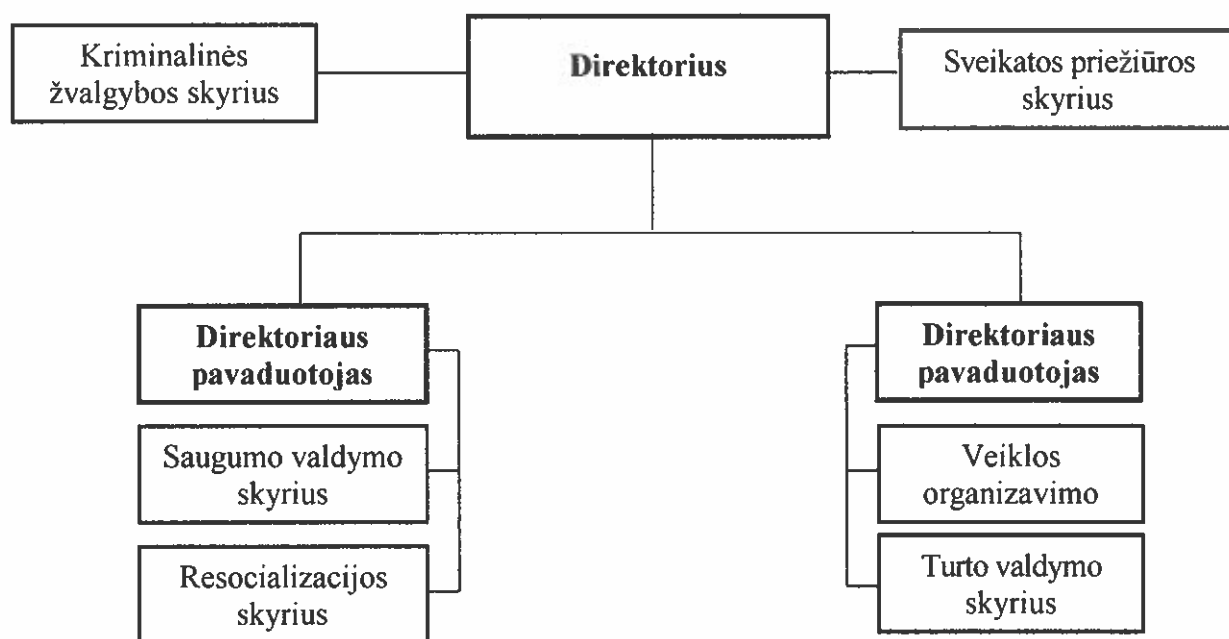 Kriminalinės
žvalgybos skyrius
Direktorius
Sveikatos priežiūros
skyrius
Direktoriaus
pavaduotojas
Saugumo valdymo
skyrius
Resocializacijos
skyrius
Direktoriaus
pavaduotojas
Veiklos
organizavimo
Turto valdymo
skyrius